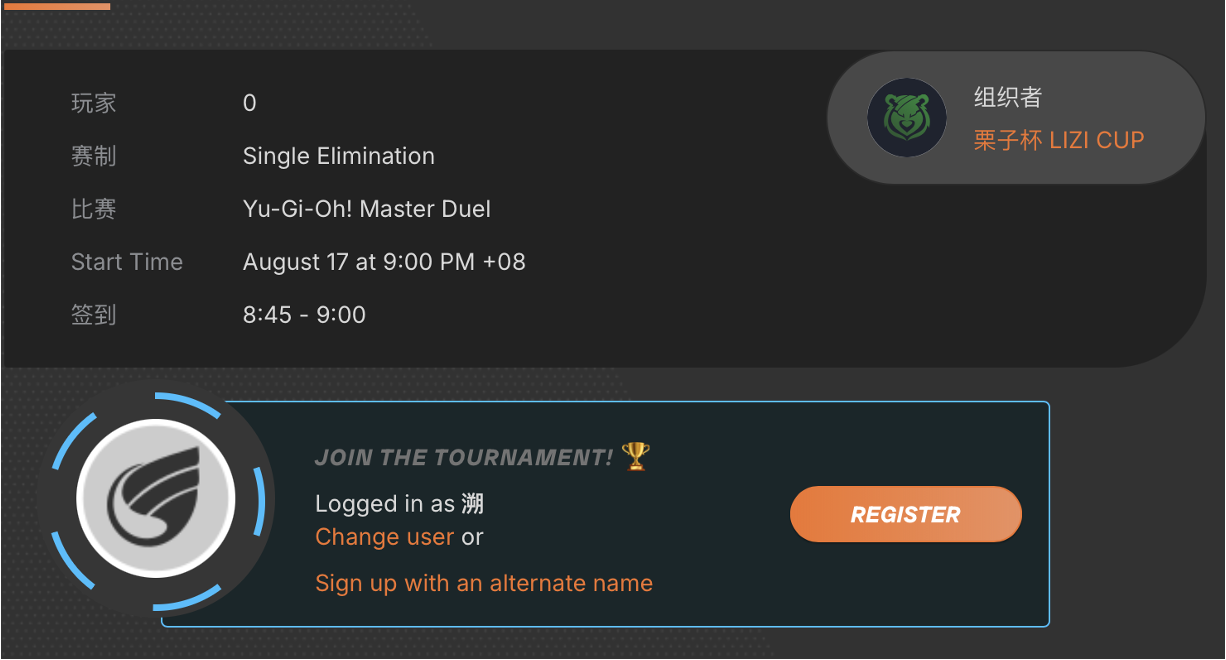 玩家 0
赛制 Single Elimination
比赛 Yu-Gi-Oh! Master Duel
Start Time August 17 at 9:00 PM +08
签到 8:45 - 9:00
组织者
栗子杯 LIZI CUP
JOIN THE TOURNAMENT! 🏆
Logged in as 溯
Change user or
Sign up with an alternate name
REGISTER